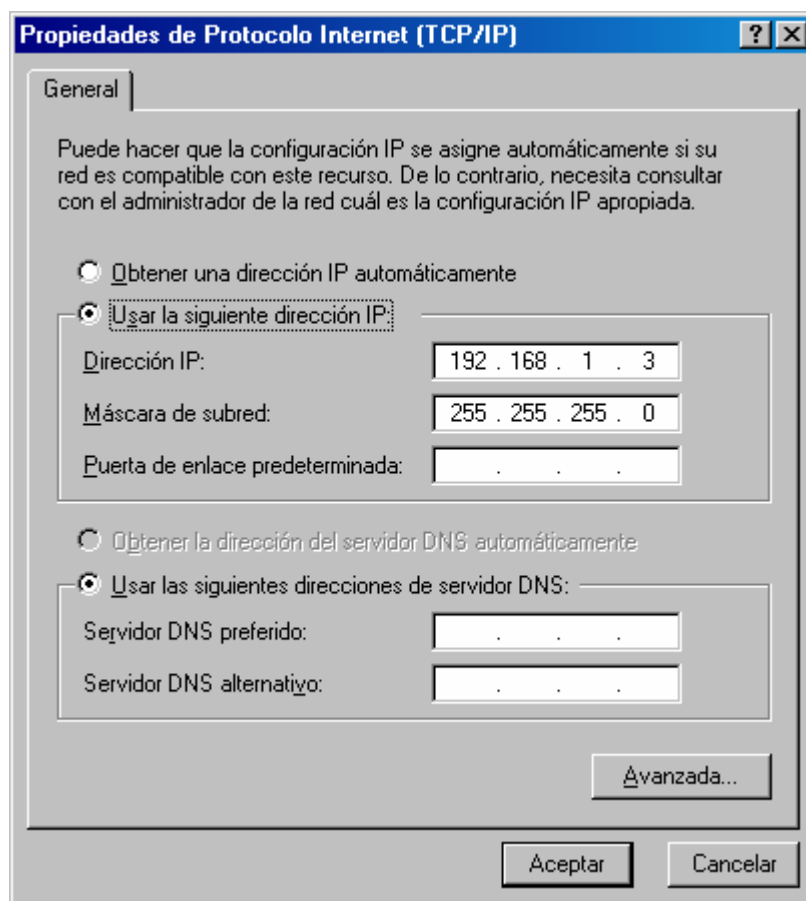 Propiedades de Protocolo Internet (TCP/IP)
General
Puede hacer que la configuración IP se asigne automáticamente si su
red es compatible con este recurso. De lo contrario, necesita consultar
con el administrador de la red cuál es la configuración IP apropiada.
Obtener una dirección IP automáticamente
Usar la siguiente dirección IP:
Dirección IP: 192 . 168 . 1 . 3
Máscara de subred: 255 . 255 . 255 . 0
Puerta de enlace predeterminada: . . .
Obtener la dirección del servidor DNS automáticamente
Usar las siguientes direcciones de servidor DNS:
Servidor DNS preferido: . . .
Servidor DNS alternativo: . . .
Avanzada...
Aceptar Cancelar